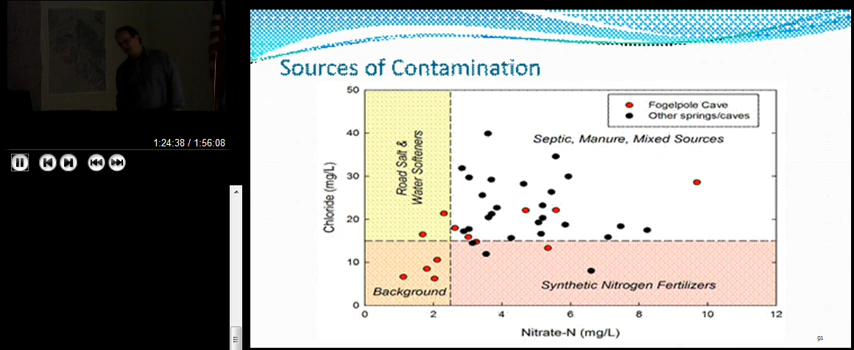 1:24:38 / 1:56:08
Sources of Contamination
Fogelpole Cave
Other springs/caves
Septic, Manure, Mixed Sources
Road Salt &
Water Softeners
Background
Synthetic Nitrogen Fertilizers
Chloride (mg/L)
50
40
30
20
10
0
0
2
4
6
8
10
12
Nitrate-N (mg/L)